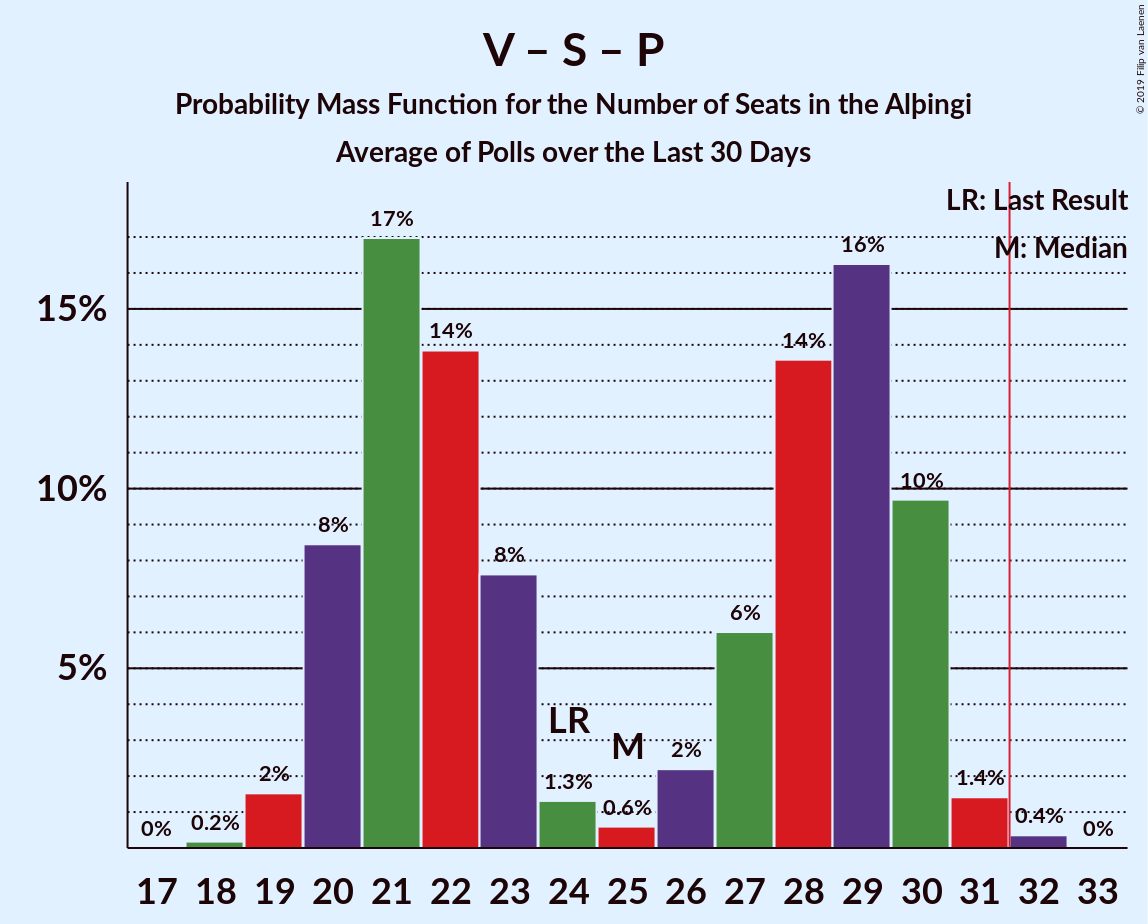 V – S – P
Probability Mass Function for the Number of Seats in the Alþingi
Average of Polls over the Last 30 Days
© 2019 Filip van Laenen
LR: Last Result
M: Median
15%
10%
5%
0%
0.2%
2%
8%
17%
14%
8%
1.3%
0.6%
2%
6%
14%
16%
10%
1.4%
0.4%
0%
LR
M
17 18 19 20 21 22 23 24 25 26 27 28 29 30 31 32 33